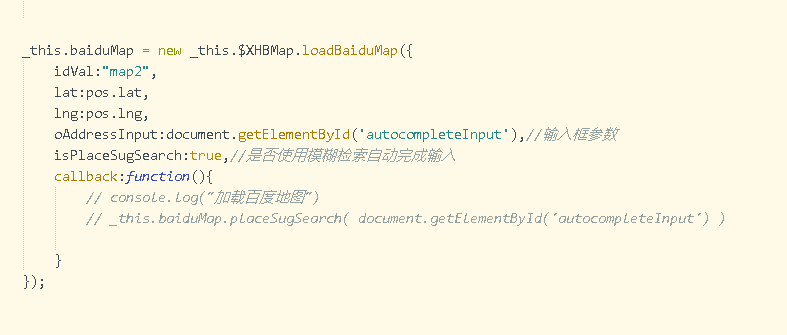 _this.baiduMap = new _this.$XHBMap.loadBaiduMap({
idVal:"map2",
lat:pos.lat,
lng:pos.lng,
oAddressInput:document.getElementById('autocompleteInput'),//输入框参数
isPlaceSugSearch:true,//是否使用模糊检索自动完成输入
callback:function(){
// console.log("加载百度地图")
// _this.baiduMap.placeSugSearch( document.getElementById('autocompleteInput') )
}
});